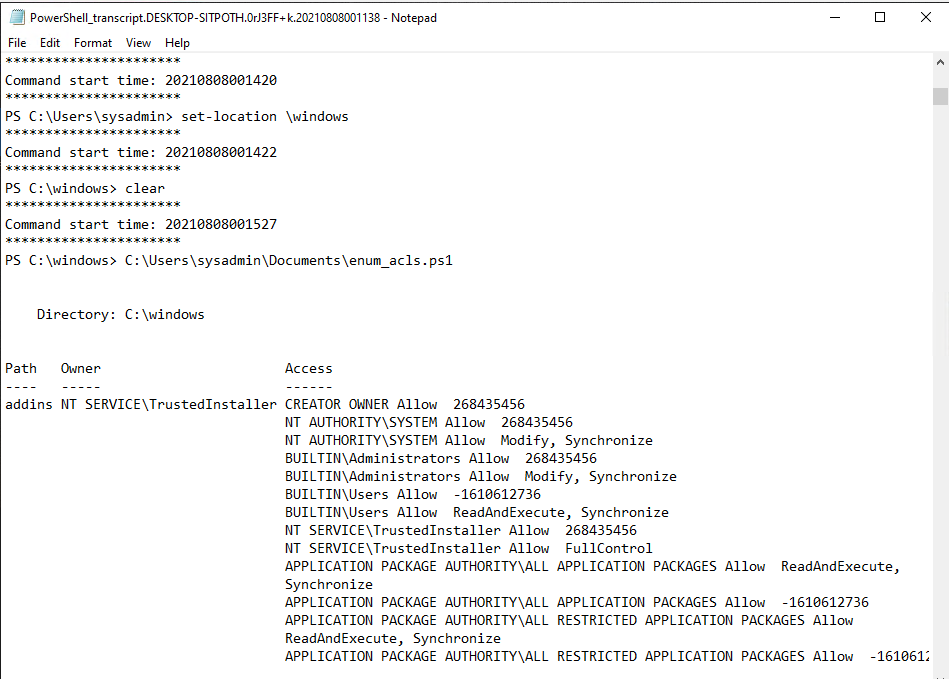 PowerShell_transcript.DESKTOP-SITPOTH.0rJ3FF+k.20210808001138 - Notepad
File Edit Format View Help
**********************
Command start time: 20210808001420
**********************
PS C:\Users\sysadmin> set-location \windows
**********************
Command start time: 20210808001422
**********************
PS C:\windows> clear
**********************
Command start time: 20210808001527
**********************
PS C:\windows> C:\Users\sysadmin\Documents\enum_acls.ps1
Directory: C:\windows
Path Owner Access
---- ----- ------
addins NT SERVICE\TrustedInstaller CREATOR OWNER Allow  268435456
NT AUTHORITY\SYSTEM Allow  268435456
NT AUTHORITY\SYSTEM Allow  Modify, Synchronize
BUILTIN\Administrators Allow  268435456
BUILTIN\Administrators Allow  Modify, Synchronize
BUILTIN\Users Allow  -1610612736
BUILTIN\Users Allow  ReadAndExecute, Synchronize
NT SERVICE\TrustedInstaller Allow  268435456
NT SERVICE\TrustedInstaller Allow  FullControl
APPLICATION PACKAGE AUTHORITY\ALL APPLICATION PACKAGES Allow  ReadAndExecute,
Synchronize
APPLICATION PACKAGE AUTHORITY\ALL APPLICATION PACKAGES Allow  -1610612736
APPLICATION PACKAGE AUTHORITY\ALL RESTRICTED APPLICATION PACKAGES Allow
ReadAndExecute, Synchronize
APPLICATION PACKAGE AUTHORITY\ALL RESTRICTED APPLICATION PACKAGES Allow